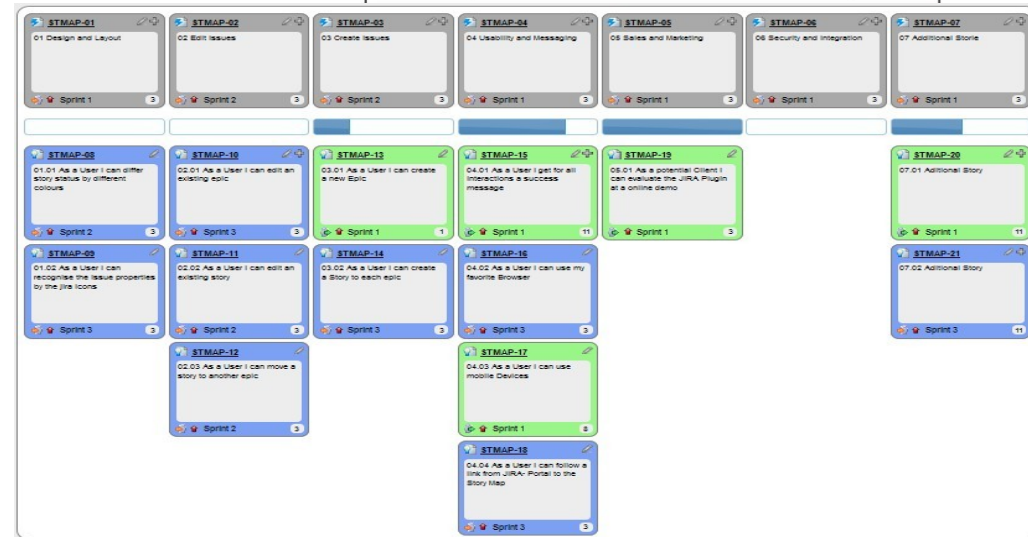 STMAP-01
01 Design and Layout
Sprint 1 3
STMAP-02
02 Edit Issues
Sprint 2 3
STMAP-03
03 Create Issues
Sprint 2 3
STMAP-04
04 Usability and Messaging
Sprint 1 3
STMAP-05
05 Sales and Marketing
Sprint 1 3
STMAP-06
06 Security and Integration
Sprint 1 3
STMAP-07
07 Additional Storie
Sprint 1 3
STMAP-08
01.01 As a User I can differ
story status by different
colours
Sprint 2 3
STMAP-10
02.01 As a User I can edit an
existing epic
Sprint 3 3
STMAP-13
03.01 As a User I can create
a new Epic
Sprint 1 1
STMAP-15
04.01 As a User I get for all
Interactions a success
message
Sprint 1 11
STMAP-19
05.01 As a potential Client I
can evaluate the JIRA Plugin
at a online demo
Sprint 1 3
STMAP-20
07.01 Aditional Story
Sprint 1 11
STMAP-09
01.02 As a User I can
recognise the Issue properties
by the jira Icons
Sprint 3 3
STMAP-11
02.02 As a User I can edit an
existing story
Sprint 2 3
STMAP-14
03.02 As a User I can create
a Story to each epic
Sprint 3 3
STMAP-16
04.02 As a User I can use my
favorite Browser
Sprint 3 3
STMAP-21
07.02 Aditional Story
Sprint 3 11
STMAP-12
02.03 As a User I can move a
story to another epic
Sprint 2 3
STMAP-17
04.03 As a User I can use
mobile Devices
Sprint 1 8
STMAP-18
04.04 As a User I can follow a
link from JIRA- Portal to the
Story Map
Sprint 3 3